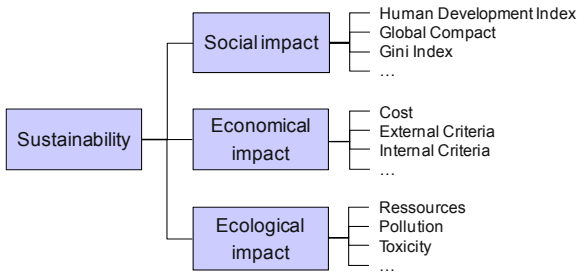 Human Development Index
Global Compact
Social impact
Gini Index
...
Cost
Economical
External Criteria
Sustainability
impact
Internal Criteria
...
Ressources
Ecological
Pollution
impact
Toxicity
...